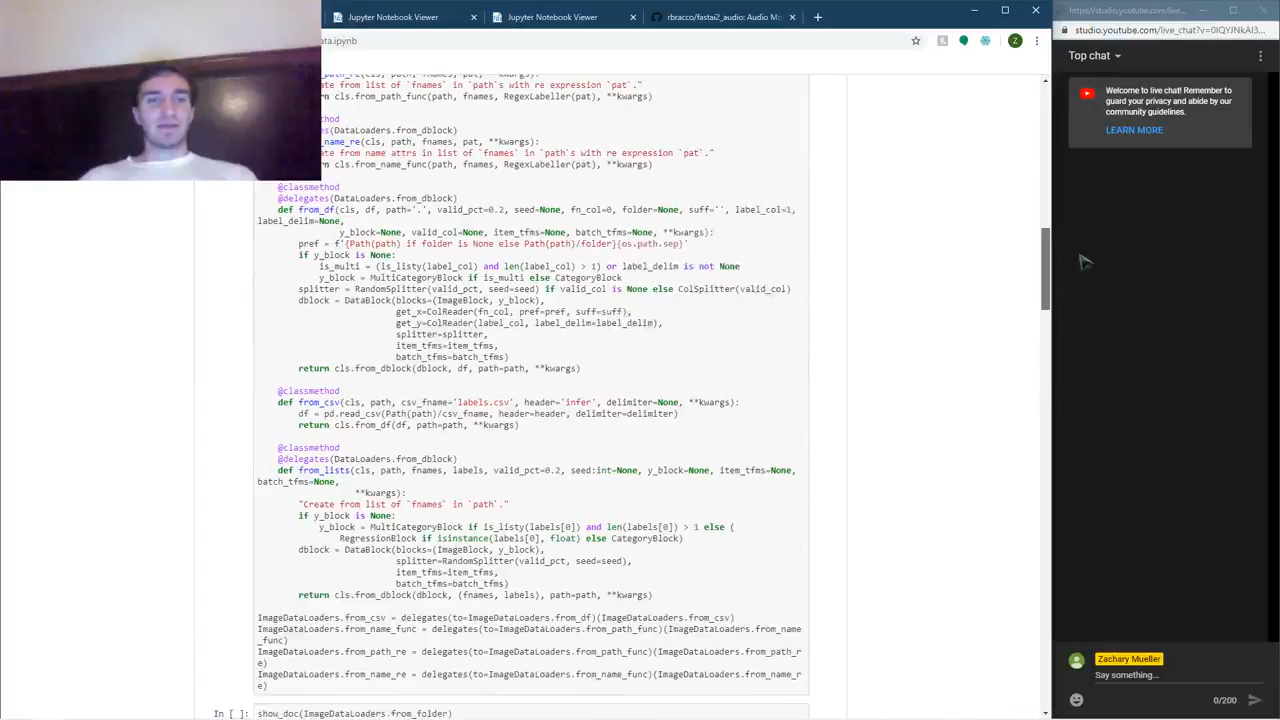 Jupyter Notebook Viewer
Jupyter Notebook Viewer
rbracco/fastai2_audio: Audio Mo
https://studio.youtube.com/live_...
studio.youtube.com/live_chat?v=0IQYJNkAI3...
Top chat
Welcome to live chat! Remember to
guard your privacy and abide by our
community guidelines.
LEARN MORE
Zachary Mueller
Say something...
0/200
data.ipynb
"Create from list of `fnames` in `path`s with re expression `pat`."
return cls.from_path_func(path, fnames, RegexLabeller(pat), **kwargs)
(DataLoaders.from_dblock)
_name_re(cls, path, fnames, pat, **kwargs):
from name attrs in list of `fnames` in `path`s with re expression `pat`."
cls.from_name_func(path, fnames, RegexLabeller(pat), **kwargs)
@classmethod
@delegates(DataLoaders.from_dblock)
def from_df(cls, df, path='.', valid_pct=0.2, seed=None, fn_col=0, folder=None, suff='', label_col=1,
label_delim=None,
y_block=None, valid_col=None, item_tfms=None, batch_tfms=None, **kwargs):
pref = f'{Path(path) if folder is None else Path(path)/folder}{os.path.sep}'
if y_block is None:
is_multi = (is_listy(label_col) and len(label_col) > 1) or label_delim is not None
y_block = MultiCategoryBlock if is_multi else CategoryBlock
splitter = RandomSplitter(valid_pct, seed=seed) if valid_col is None else ColSplitter(valid_col)
dblock = DataBlock(blocks=(ImageBlock, y_block),
get_x=ColReader(fn_col, pref=pref, suff=suff),
get_y=ColReader(label_col, label_delim=label_delim),
splitter=splitter,
item_tfms=item_tfms,
batch_tfms=batch_tfms)
return cls.from_dblock(dblock, df, path=path, **kwargs)
@classmethod
def from_csv(cls, path, csv_fname='labels.csv', header='infer', delimiter=None, **kwargs):
df = pd.read_csv(Path(path)/csv_fname, header=header, delimiter=delimiter)
return cls.from_df(df, path=path, **kwargs)
@classmethod
@delegates(DataLoaders.from_dblock)
def from_lists(cls, path, fnames, labels, valid_pct=0.2, seed:int=None, y_block=None, item_tfms=None,
batch_tfms=None,
**kwargs):
"Create from list of `fnames` in `path`."
if y_block is None:
y_block = MultiCategoryBlock if is_listy(labels[0]) and len(labels[0]) > 1 else (
RegressionBlock if isinstance(labels[0], float) else CategoryBlock)
dblock = DataBlock(blocks=(ImageBlock, y_block),
splitter=RandomSplitter(valid_pct, seed=seed),
item_tfms=item_tfms,
batch_tfms=batch_tfms)
return cls.from_dblock(dblock, (fnames, labels), path=path, **kwargs)
ImageDataLoaders.from_csv = delegates(to=ImageDataLoaders.from_df)(ImageDataLoaders.from_csv)
ImageDataLoaders.from_name_func = delegates(to=ImageDataLoaders.from_path_func)(ImageDataLoaders.from_name
_func)
ImageDataLoaders.from_path_re = delegates(to=ImageDataLoaders.from_path_func)(ImageDataLoaders.from_path_r
e)
ImageDataLoaders.from_name_re = delegates(to=ImageDataLoaders.from_name_func)(ImageDataLoaders.from_name_r
e)
In [ ]: show_doc(ImageDataLoaders.from_folder)